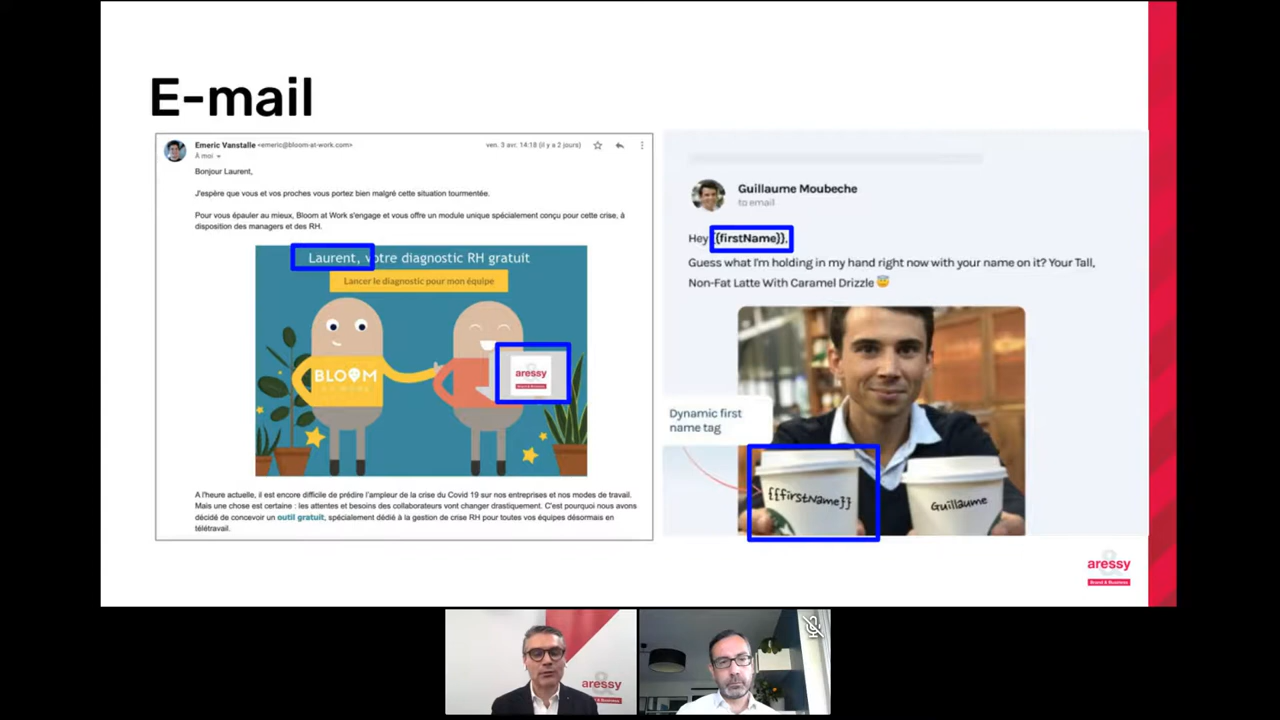 E-mail
Emeric Vanstalle <emeric@bloom-at-work.com>
ven. 3 avr. 14:18 (il y a 2 jours)
À moi
Bonjour Laurent,
J'espère que vous et vos proches vous portez bien malgré cette situation tourmentée.
Pour vous épauler au mieux, Bloom at Work s'engage et vous offre un module unique spécialement conçu pour cette crise, à
disposition des managers et des RH.
Laurent, votre diagnostic RH gratuit
Lancer le diagnostic pour mon équipe
BLOOM
aressy
Brand & Business
A l'heure actuelle, il est encore difficile de prédire l'ampleur de la crise du Covid 19 sur nos entreprises et nos modes de travail.
Mais une chose est certaine : les attentes et besoins des collaborateurs vont changer drastiquement. C'est pourquoi nous avons
décidé de concevoir un outil gratuit, spécialement dédié à la gestion de crise RH pour toutes vos équipes désormais en
télétravail.
Guillaume Moubeche
to email
Hey {{firstName}},
Guess what I'm holding in my hand right now with your name on it? Your Tall,
Non-Fat Latte With Caramel Drizzle
Dynamic first
name tag
{{firstName}}
Guillaume
&
aressy
Brand & Business
aressy
& Business